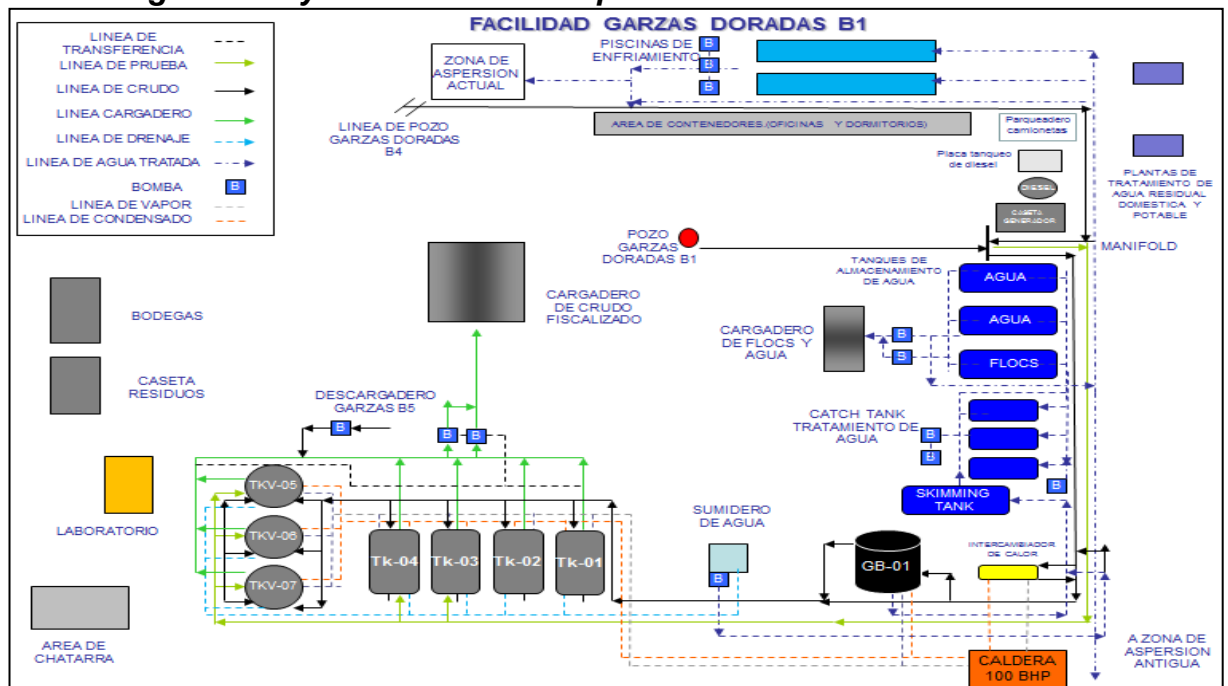 FACILIDAD GARZAS DORADAS B1
LINEA DE
TRANSFERENCIA
LINEA DE PRUEBA
LINEA DE CRUDO
LINEA CARGADERO
LINEA DE DRENAJE
LINEA DE AGUA TRATADA
BOMBA
B
LINEA DE VAPOR
LINEA DE CONDENSADO
ZONA DE
ASPERSION
ACTUAL
PISCINAS DE
ENFRIAMIENTO
B
B
B
LINEA DE POZO
GARZAS DORADAS
B4
AREA DE CONTENEDORES.(OFICINAS Y DORMITORIOS)
Parqueadero
camionetas
Placa tanqueo
de diesel
DIESEL
CASETA
GENERADOR
PLANTAS DE
TRATAMIENTO DE
AGUA RESIDUAL
DOMESTICA Y
POTABLE
POZO
GARZAS
DORADAS B1
MANIFOLD
TANQUES DE
ALMACENAMIENTO
DE AGUA
AGUA
AGUA
FLOCS
CARGADERO
DE FLOCS Y
AGUA
B
B
BODEGAS
CARGADERO
DE CRUDO
FISCALIZADO
CASETA
RESIDUOS
DESCARGADERO
GARZAS B5
B
B
B
CATCH TANK
TRATAMIENTO DE
AGUA
B
B
B
SKIMMING
TANK
LABORATORIO
TKV-05
TKV-06
TKV-07
Tk-04
Tk-03
Tk-02
Tk-01
SUMIDERO
DE AGUA
B
GB-01
INTERCAMBIADOR
DE CALOR
AREA DE
CHATARRA
CALDERA
100 BHP
A ZONA DE
ASPERSION
ANTIGUA